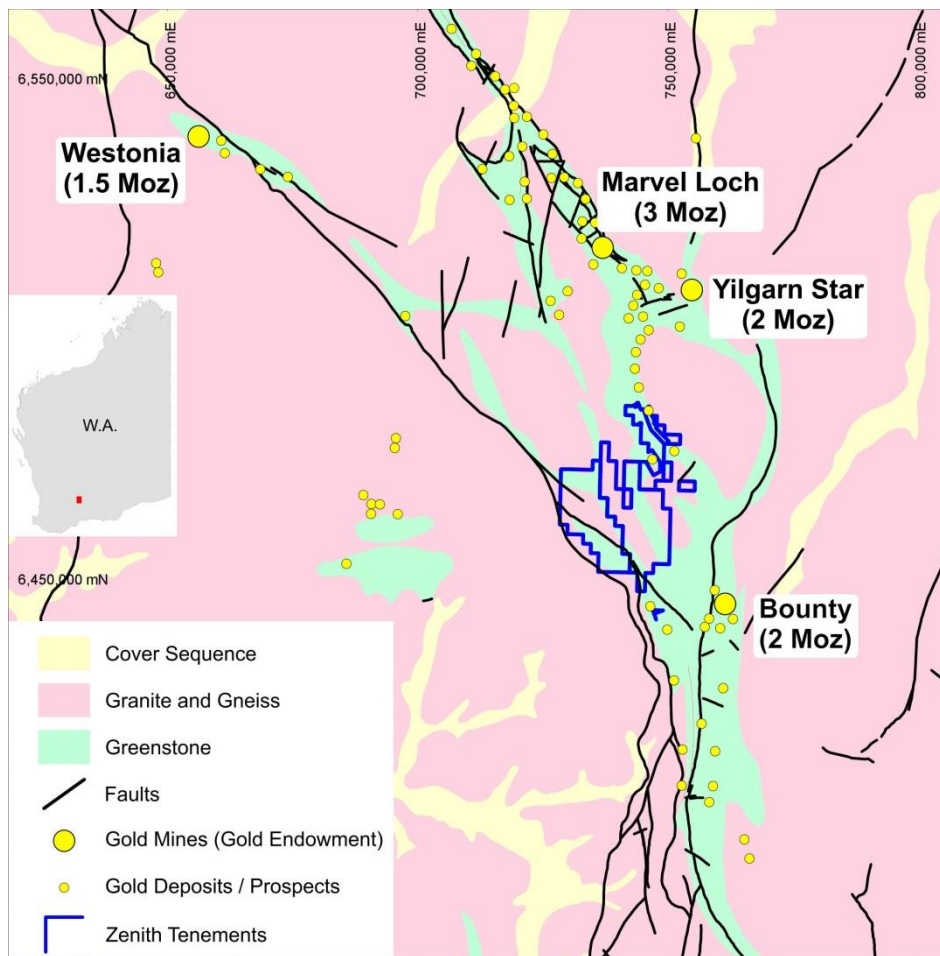 650,000 mE
700,000 mE
750,000 mE
800,000 mE
6,550,000 mN
Westonia
(1.5 Moz)
Marvel Loch
(3 Moz)
Yilgarn Star
(2 Moz)
W.A.
6,450,000 mN
Bounty
(2 Moz)
Cover Sequence
Granite and Gneiss
Greenstone
Faults
Gold Mines (Gold Endowment)
Gold Deposits / Prospects
Zenith Tenements